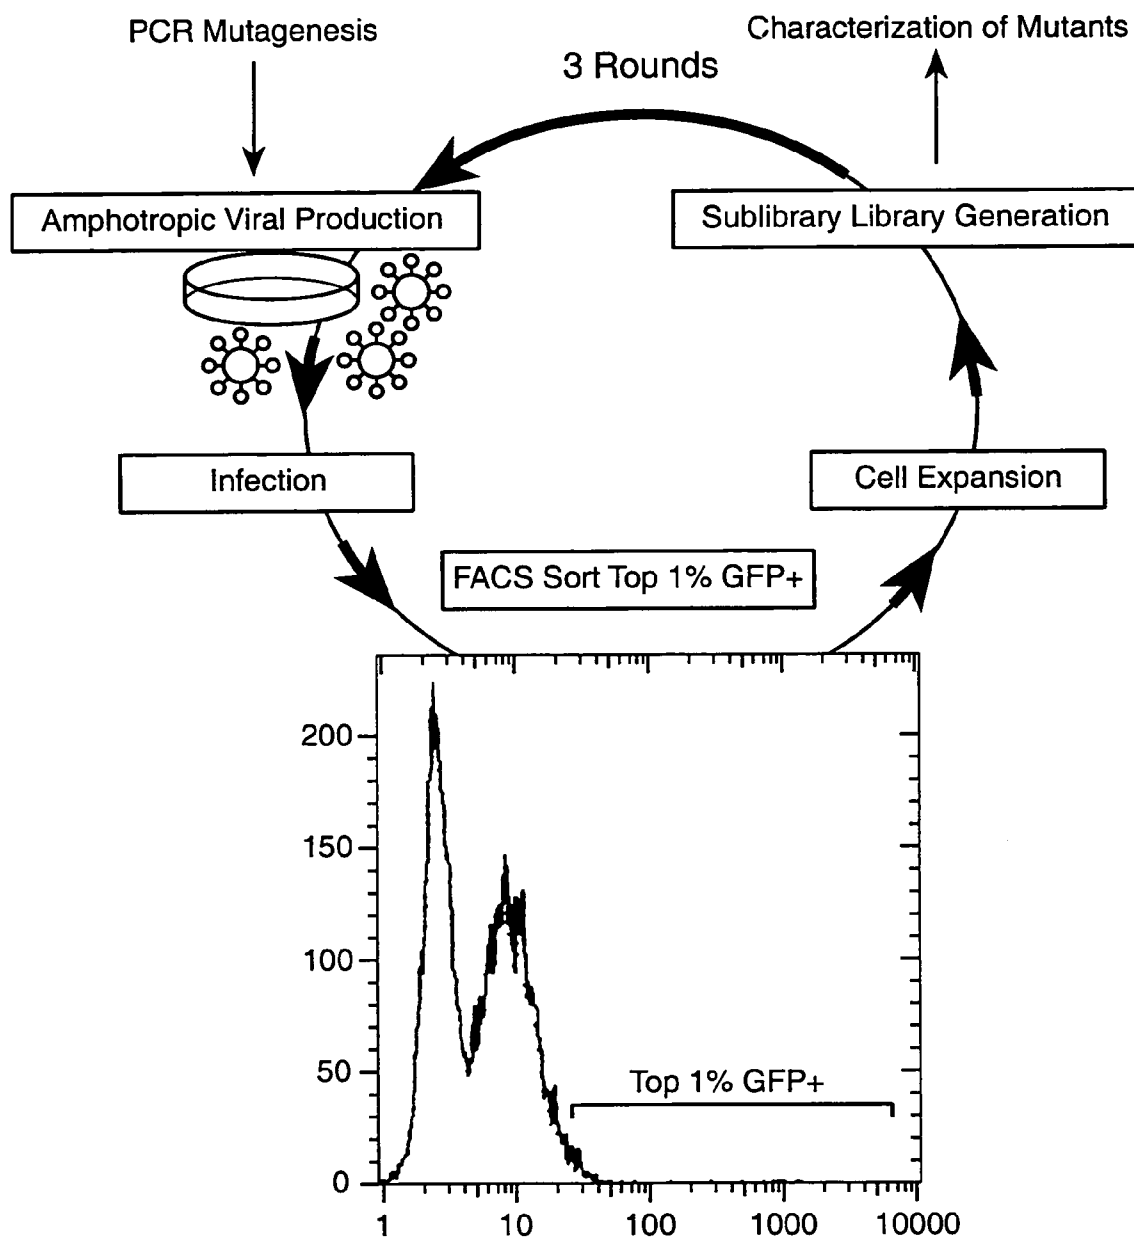 PCR Mutagenesis
Characterization of Mutants
3 Rounds
Amphotropic Viral Production
Sublibrary Library Generation
Infection
Cell Expansion
FACS Sort Top 1% GFP+
200
150
100
50
0
Top 1% GFP+
1
10
100
1000
10000